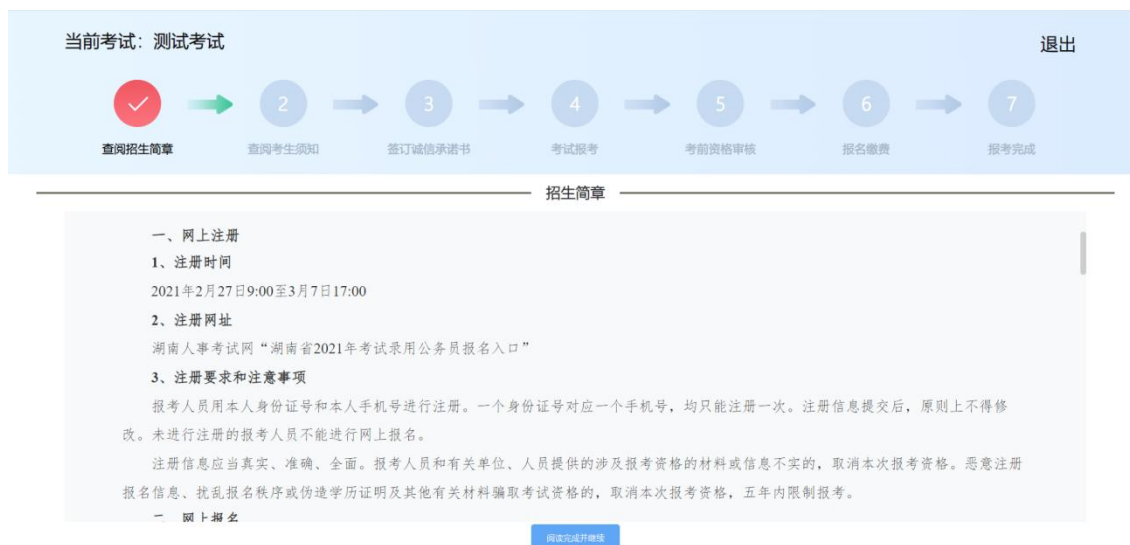 当前考试：测试考试
退出
2
3
4
5
6
7
查阅招生简章
查阅考生须知
签订诚信承诺书
考试报考
考前资格审核
报名缴费
报考完成
招生简章
一、网上注册
1、注册时间
2021年2月27日9:00至3月7日17:00
2、注册网址
湖南人事考试网“湖南省2021年考试录用公务员报名入口”
3、注册要求和注意事项
报考人员用本人身份证号和本人手机号进行注册。一个身份证号对应一个手机号，均只能注册一次。注册信息提交后，原则上不得修
改。未进行注册的报考人员不能进行网上报名。
注册信息应当真实、准确、全面。报考人员和有关单位、人员提供的涉及报考资格的材料或信息不实的，取消本次报考资格。恶意注册
报名信息、扰乱报名秩序或伪造学历证明及其他有关材料骗取考试资格的，取消本次报考资格，五年内限制报考。
二、网上报名
阅读完成并继续